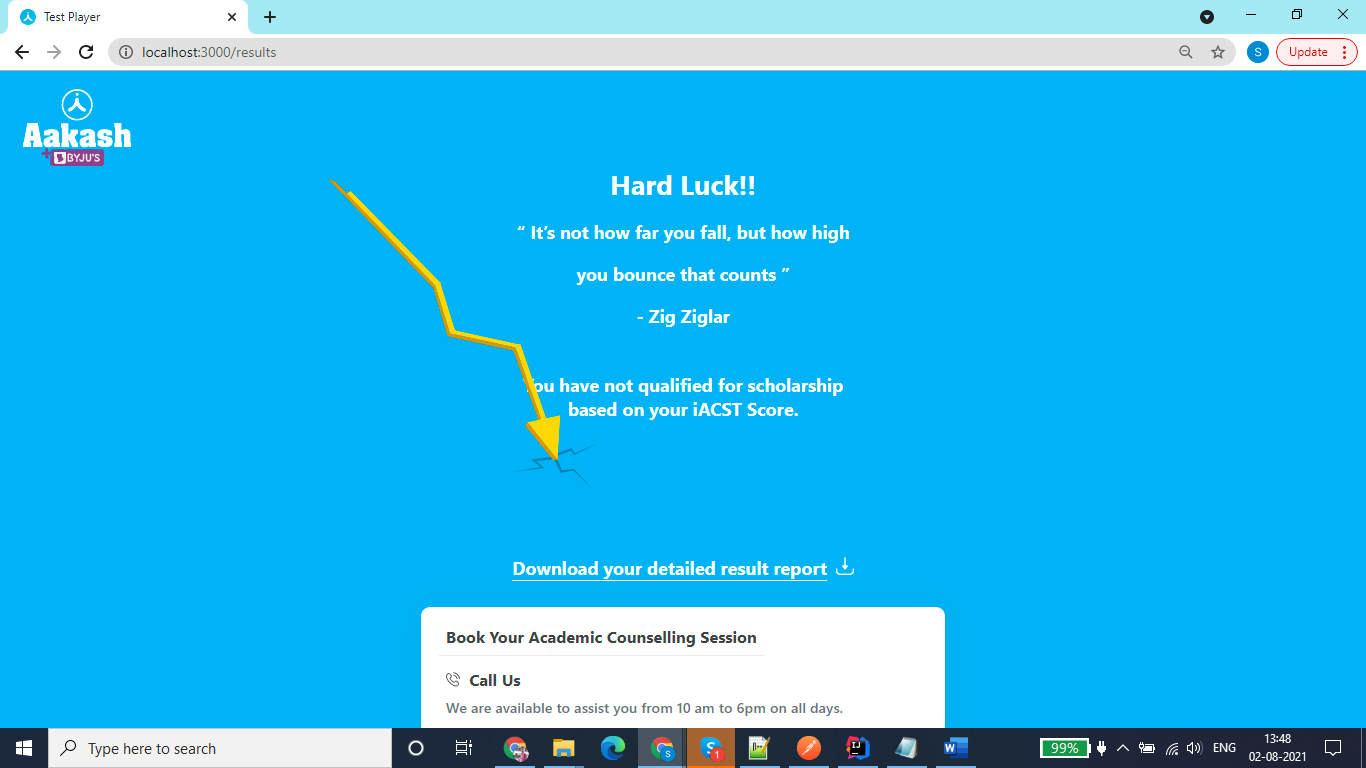 Test Player
localhost:3000/results
S
Update
Aakash
BYJU'S
Hard Luck!!
“ It’s not how far you fall, but how high
you bounce that counts ”
- Zig Ziglar
You have not qualified for scholarship
based on your iACST Score.
Download your detailed result report
Book Your Academic Counselling Session
Call Us
We are available to assist you from 10 am to 6pm on all days.
Type here to search
99%
ENG
13:48
02-08-2021